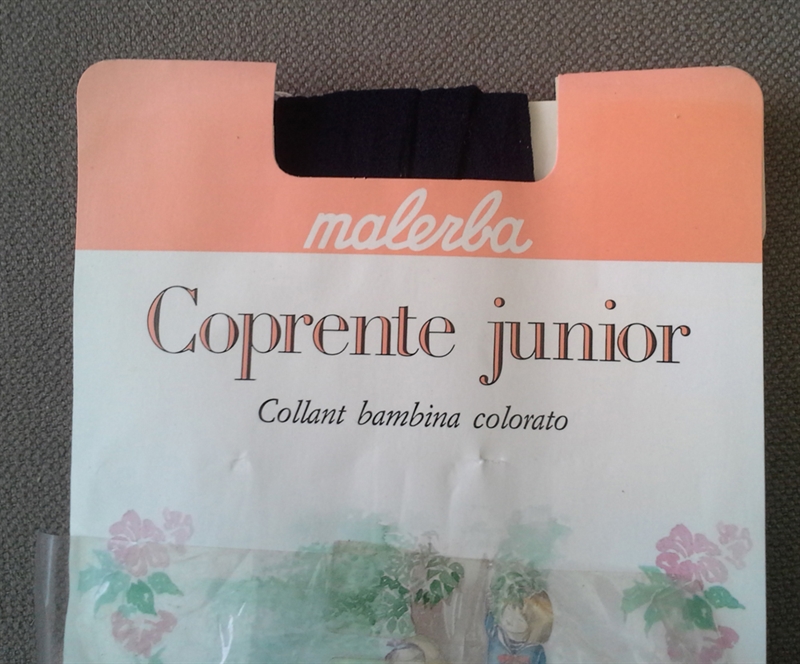 malerba
Coprente junior
Collant bambina colorato